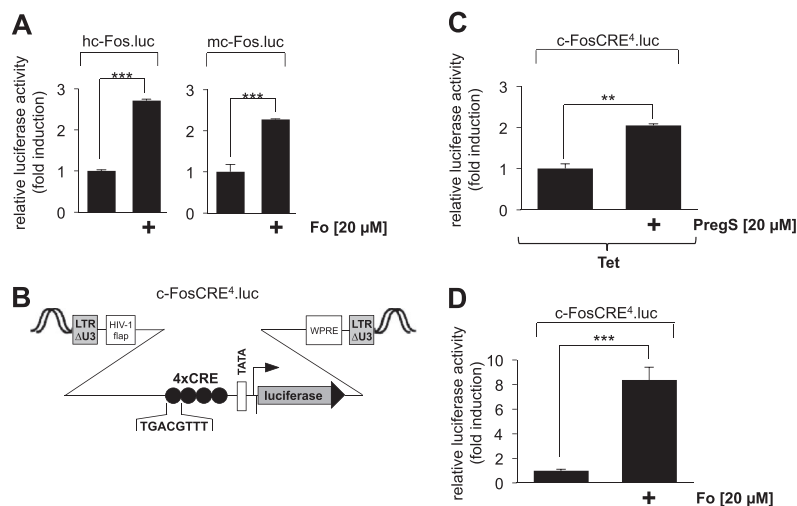 A
hc-Fos.luc
mc-Fos.luc
relative luciferase activity
(fold induction)
3
2
1
0
***
3
2
1
0
***
+
+
Fo [20 µM]
B
c-FosCRE⁴.luc
LTR
ΔU3
HIV-1
flap
WPRE
LTR
ΔU3
4xCRE
TATA
luciferase
TGACGTTT
C
c-FosCRE⁴.luc
relative luciferase activity
(fold induction)
3
2
1
0
**
+
PregS [20 µM]
Tet
D
c-FosCRE⁴.luc
relative luciferase activity
(fold induction)
10
8
6
4
2
0
***
+
Fo [20 µM]